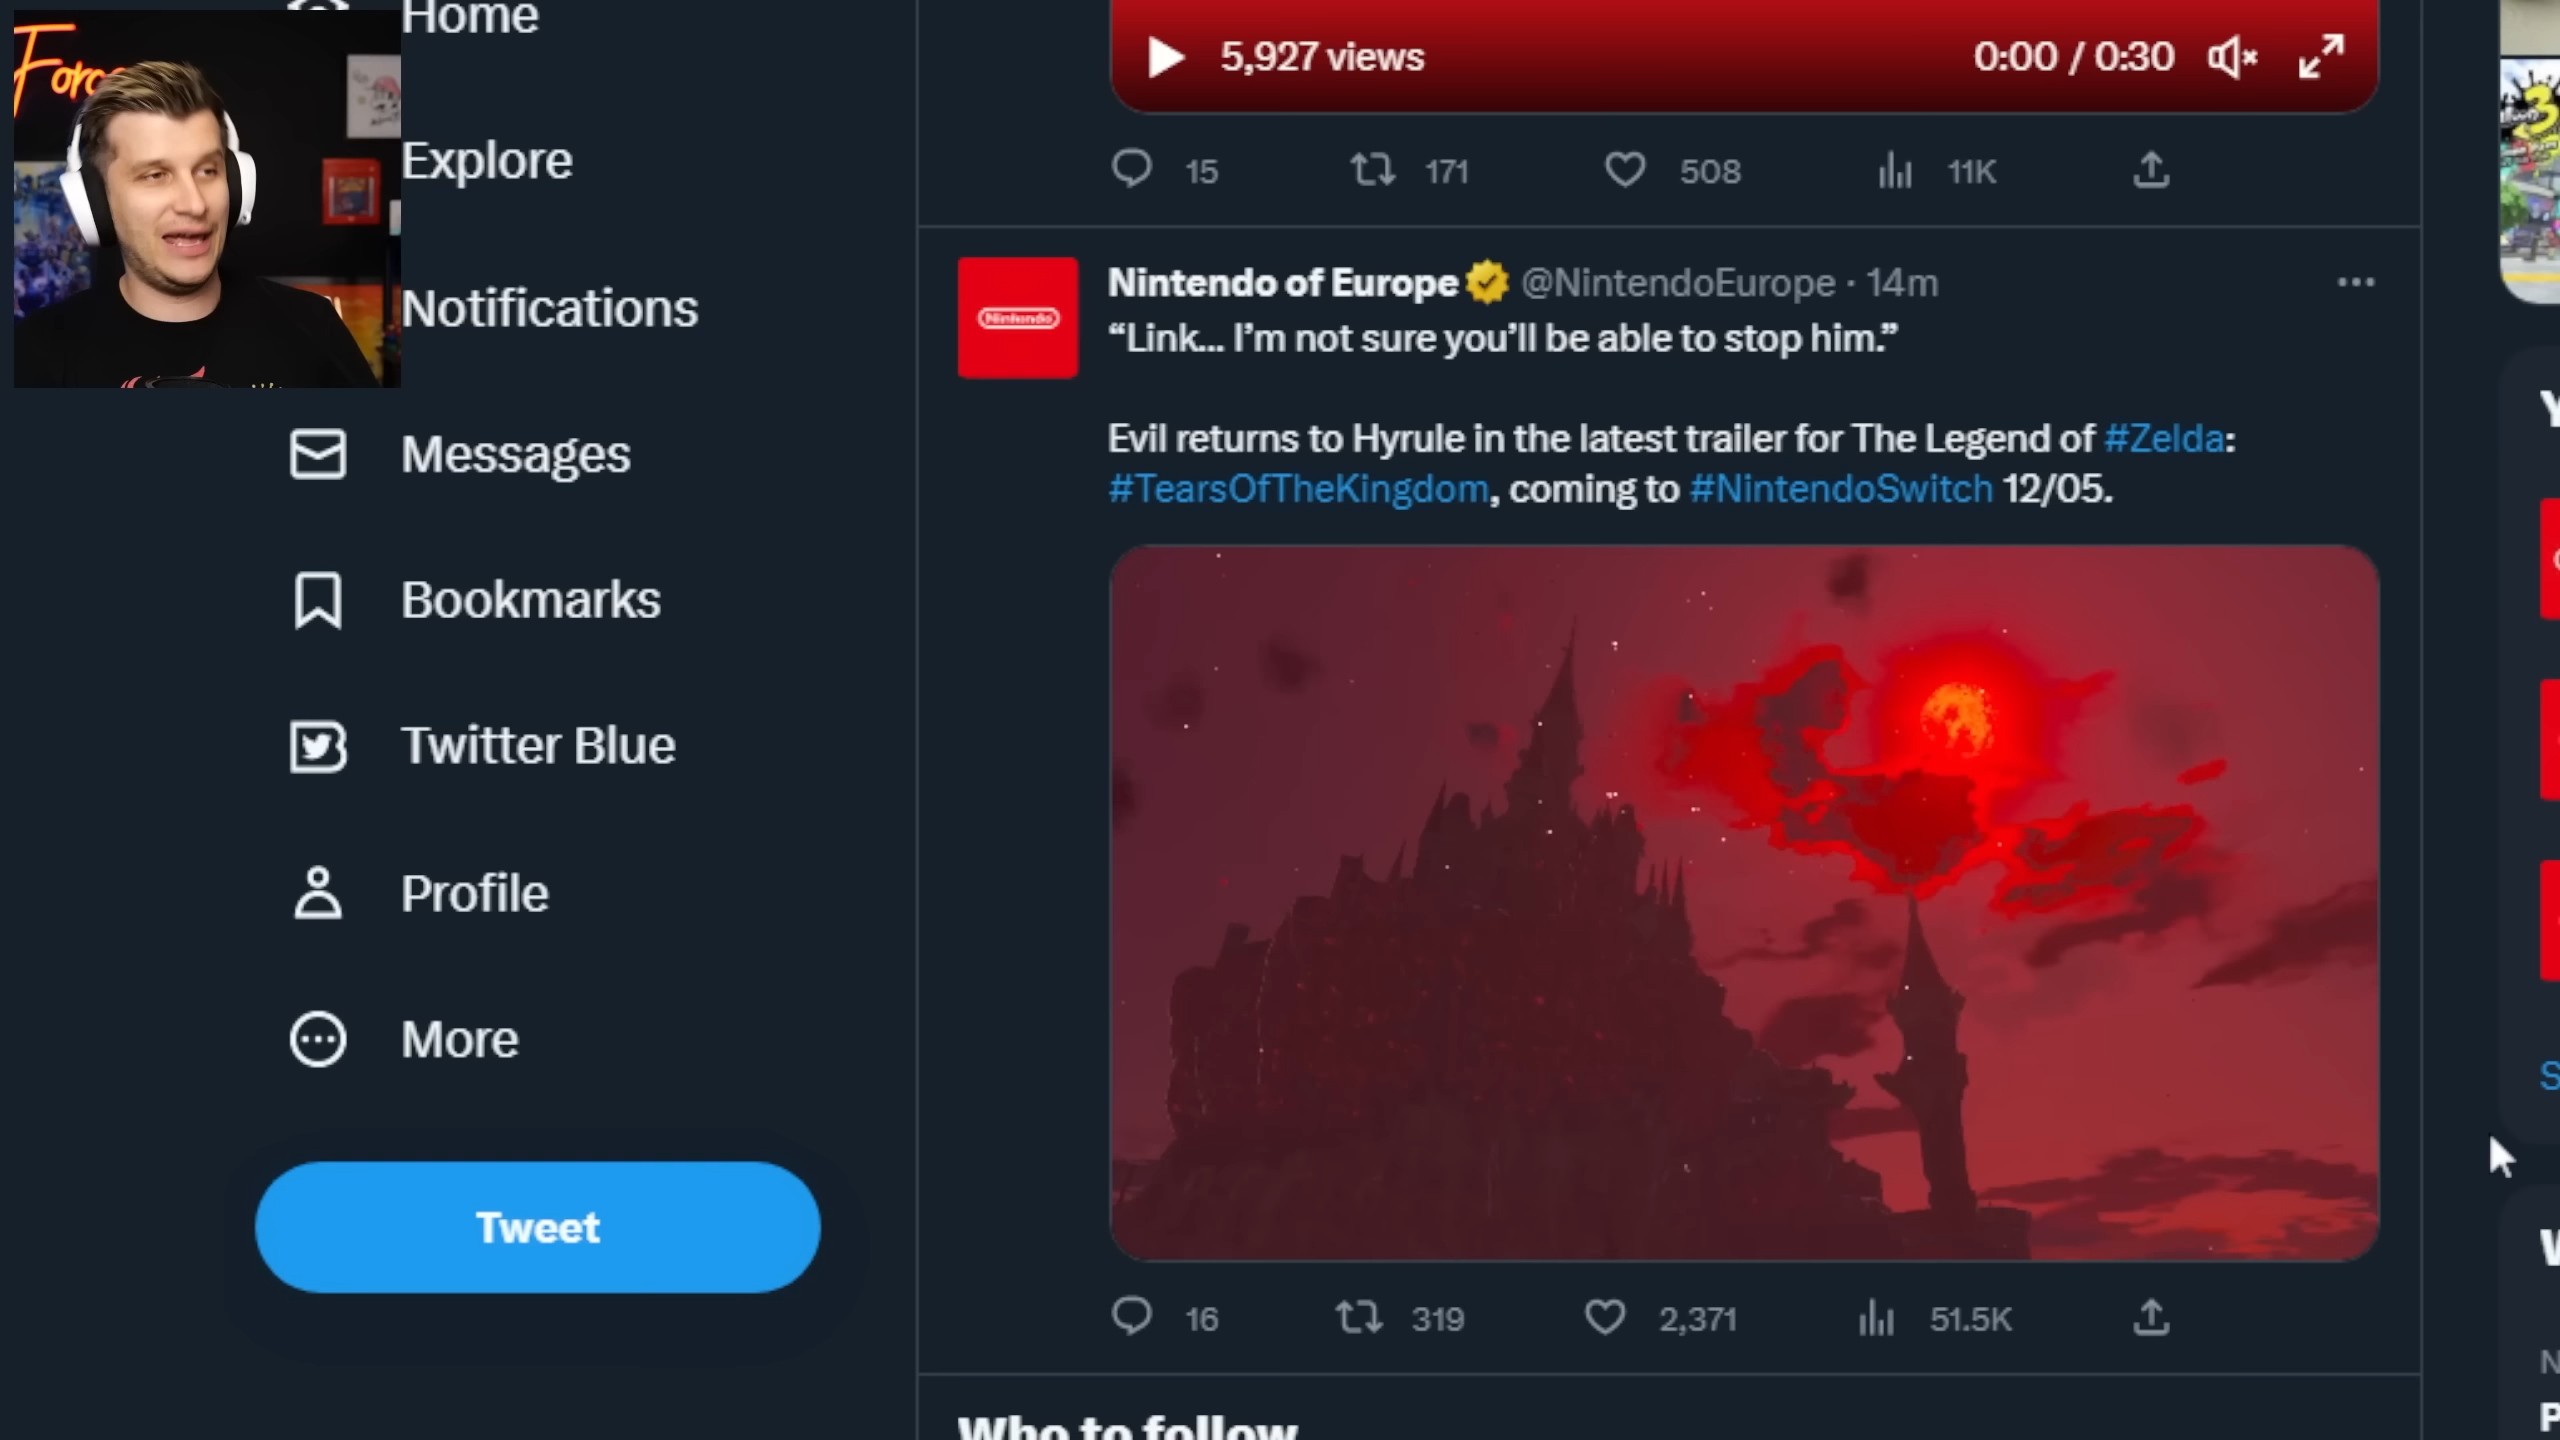 Home
Explore
Notifications
Messages
Bookmarks
Twitter Blue
Profile
More
Tweet
5,927 views
0:00 / 0:30
15 171 508 11K
Nintendo
Nintendo of Europe @NintendoEurope · 14m
“Link... I’m not sure you’ll be able to stop him.”
Evil returns to Hyrule in the latest trailer for The Legend of #Zelda:
#TearsOfTheKingdom, coming to #NintendoSwitch 12/05.
16 319 2,371 51.5K
Who to follow
3